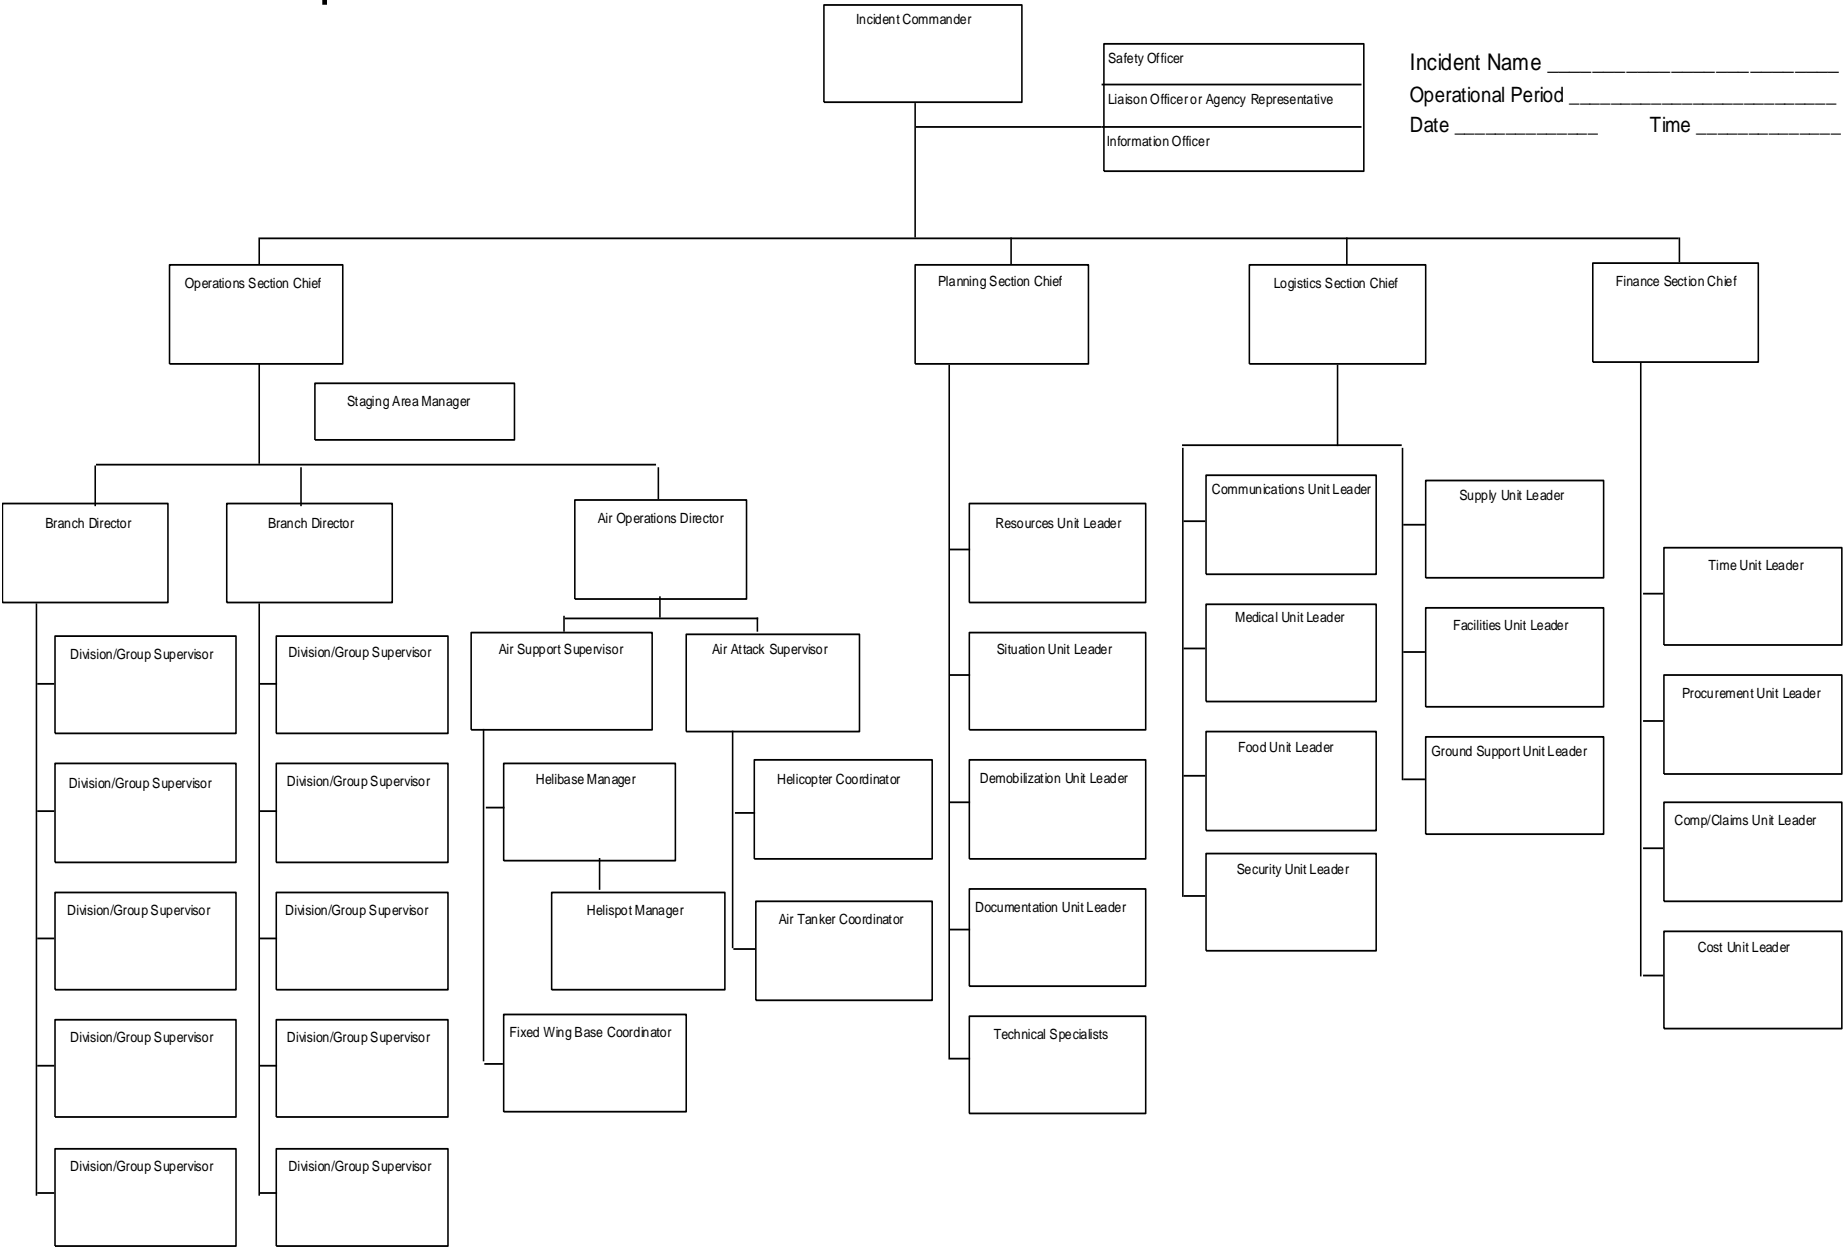 Incident Commander
Safety Officer
Liaison Officer or Agency Representative
Information Officer
Incident Name __________________________
Operational Period ________________________
Date ______________ Time ______________
Operations Section Chief
Planning Section Chief
Logistics Section Chief
Finance Section Chief
Staging Area Manager
Branch Director
Branch Director
Air Operations Director
Division/Group Supervisor
Division/Group Supervisor
Division/Group Supervisor
Division/Group Supervisor
Division/Group Supervisor
Division/Group Supervisor
Division/Group Supervisor
Division/Group Supervisor
Division/Group Supervisor
Division/Group Supervisor
Air Support Supervisor
Air Attack Supervisor
Helibase Manager
Helispot Manager
Fixed Wing Base Coordinator
Helicopter Coordinator
Air Tanker Coordinator
Resources Unit Leader
Situation Unit Leader
Demobilization Unit Leader
Documentation Unit Leader
Technical Specialists
Communications Unit Leader
Medical Unit Leader
Food Unit Leader
Security Unit Leader
Supply Unit Leader
Facilities Unit Leader
Ground Support Unit Leader
Time Unit Leader
Procurement Unit Leader
Comp/Claims Unit Leader
Cost Unit Leader